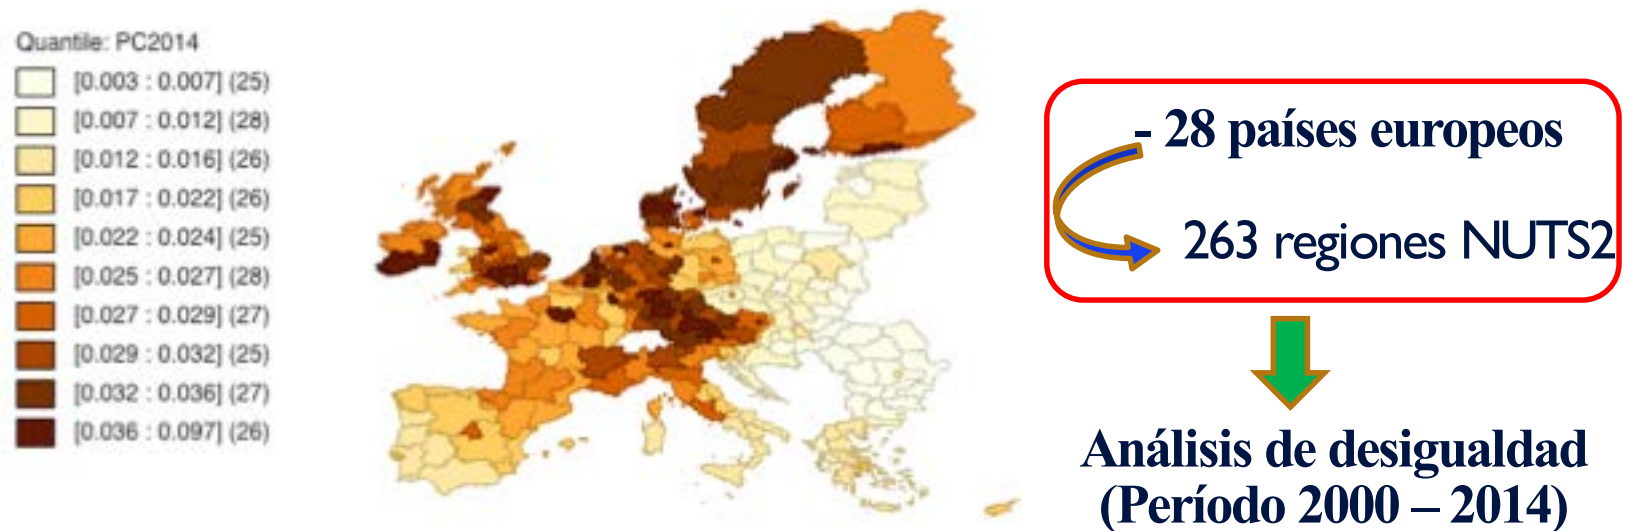 Quantile: PC2014
[0.003 : 0.007] (25)
[0.007 : 0.012] (28)
[0.012 : 0.016] (26)
[0.017 : 0.022] (26)
[0.022 : 0.024] (25)
[0.025 : 0.027] (28)
[0.027 : 0.029] (27)
[0.029 : 0.032] (25)
[0.032 : 0.036] (27)
[0.036 : 0.097] (26)
- 28 países europeos
263 regiones NUTS2
Análisis de desigualdad
(Período 2000 – 2014)